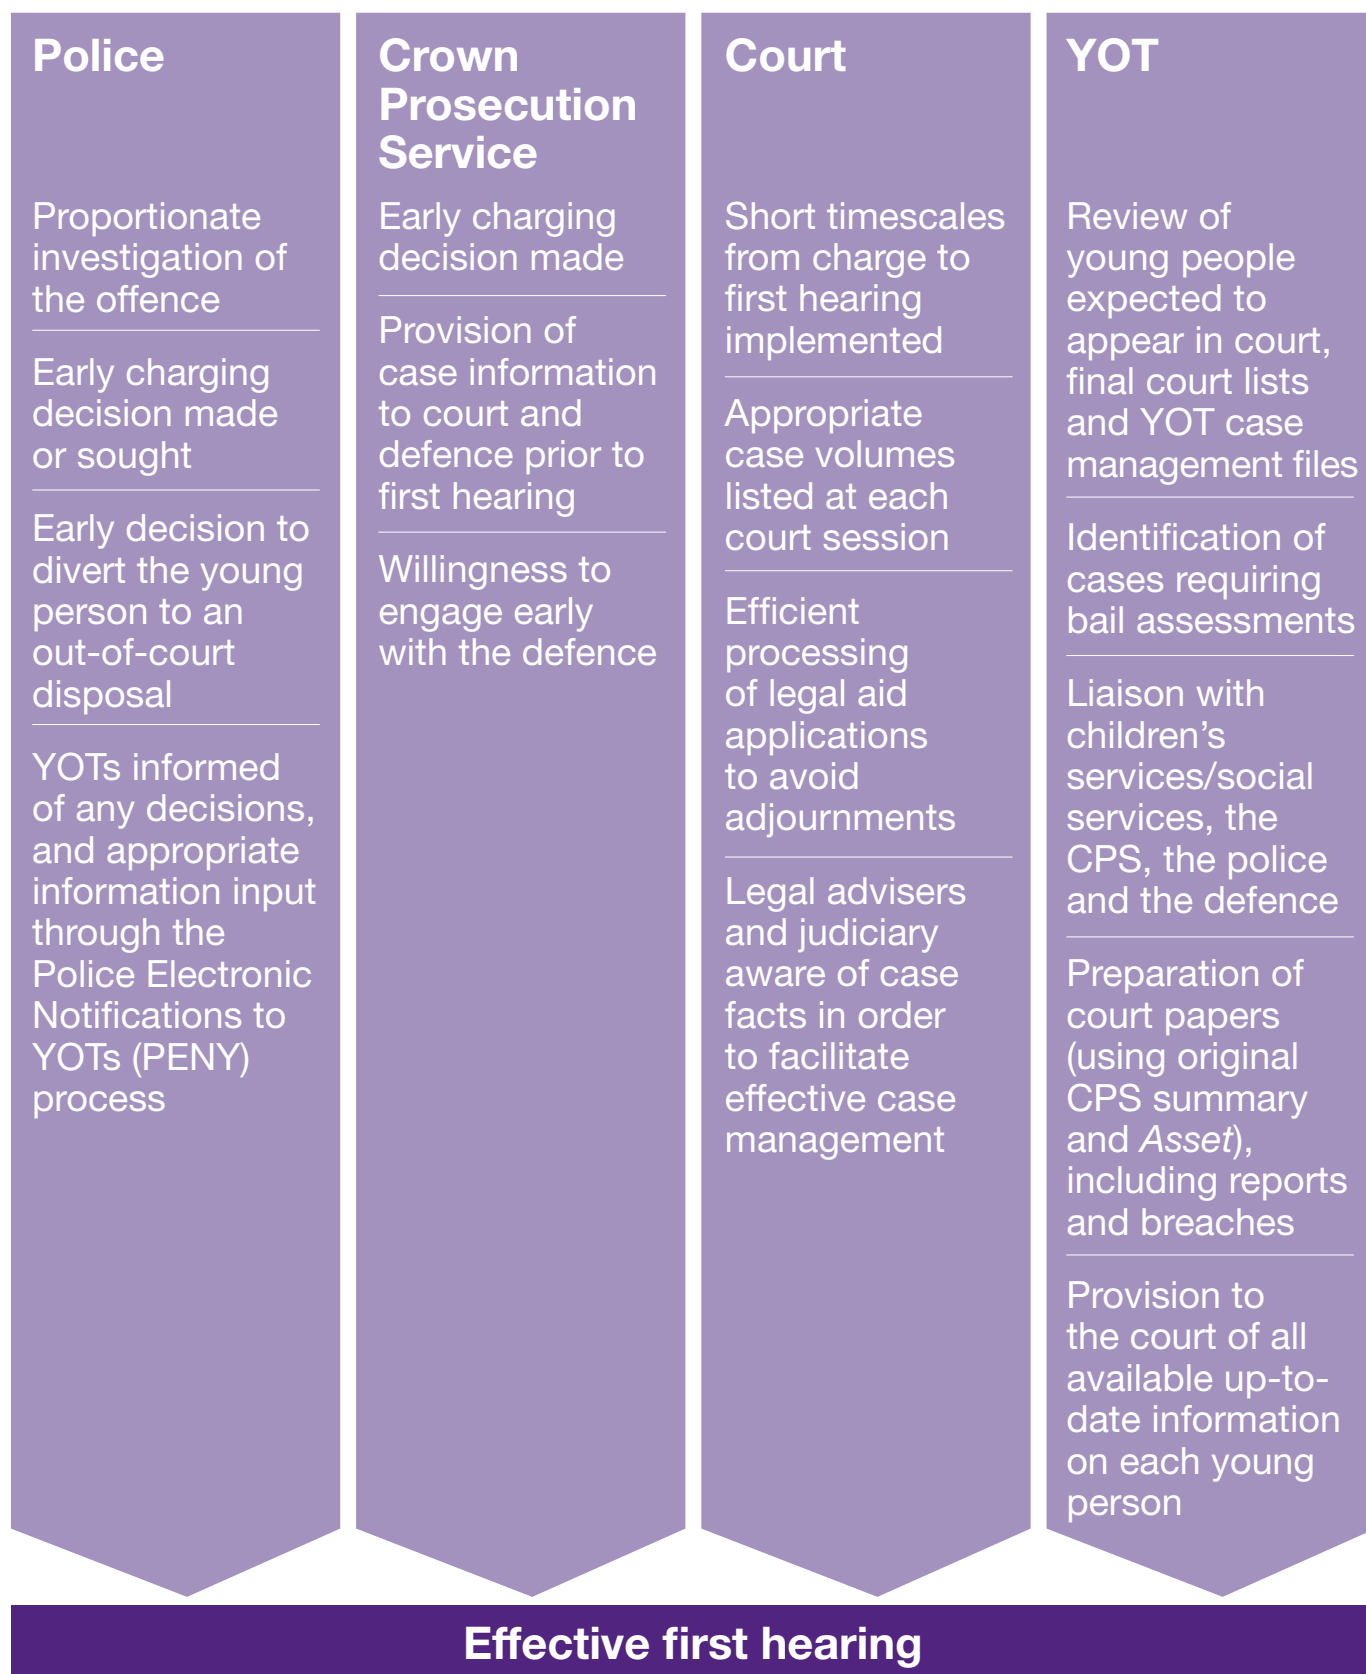 Police
Proportionate
investigation of
the offence
Early charging
decision made
or sought
Early decision to
divert the young
person to an
out-of-court
disposal
YOTs informed
of any decisions,
and appropriate
information input
through the
Police Electronic
Notifications to
YOTs (PENY)
process
Crown
Prosecution
Service
Early charging
decision made
Provision of
case information
to court and
defence prior to
first hearing
Willingness to
engage early
with the defence
Court
Short timescales
from charge to
first hearing
implemented
Appropriate
case volumes
listed at each
court session
Efficient
processing
of legal aid
applications
to avoid
adjournments
Legal advisers
and judiciary
aware of case
facts in order
to facilitate
effective case
management
YOT
Review of
young people
expected to
appear in court,
final court lists
and YOT case
management files
Identification of
cases requiring
bail assessments
Liaison with
children’s
services/social
services, the
CPS, the police
and the defence
Preparation of
court papers
(using original
CPS summary
and Asset),
including reports
and breaches
Provision to
the court of all
available up-to-
date information
on each young
person
Effective first hearing